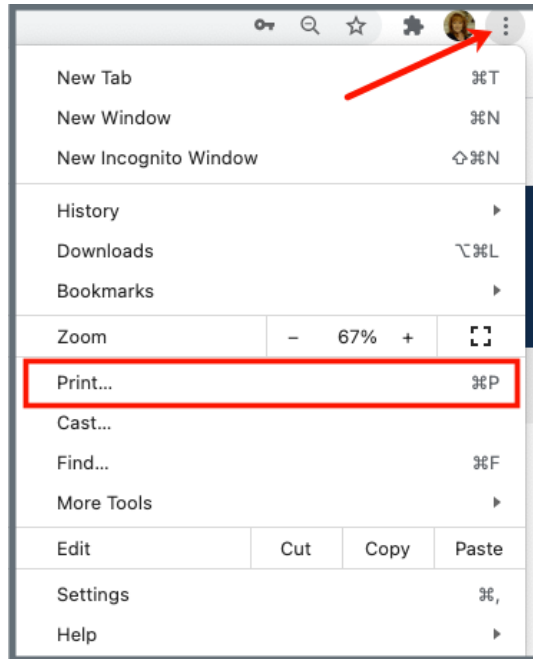 New Tab ⌘T
New Window ⌘N
New Incognito Window ⇧⌘N
History
Downloads ⌥⌘L
Bookmarks
Zoom − 67% +
Print... ⌘P
Cast...
Find... ⌘F
More Tools
Edit Cut Copy Paste
Settings ⌘,
Help